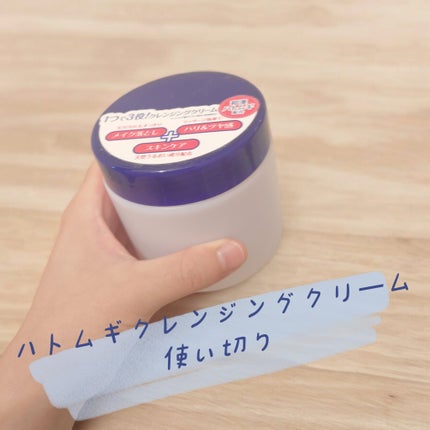 1つで3役!クレンジングクリーム
メイク落とし
ハリ&ツヤ感
+
スキンケア
ハトムギクレンジングクリーム
使い切り